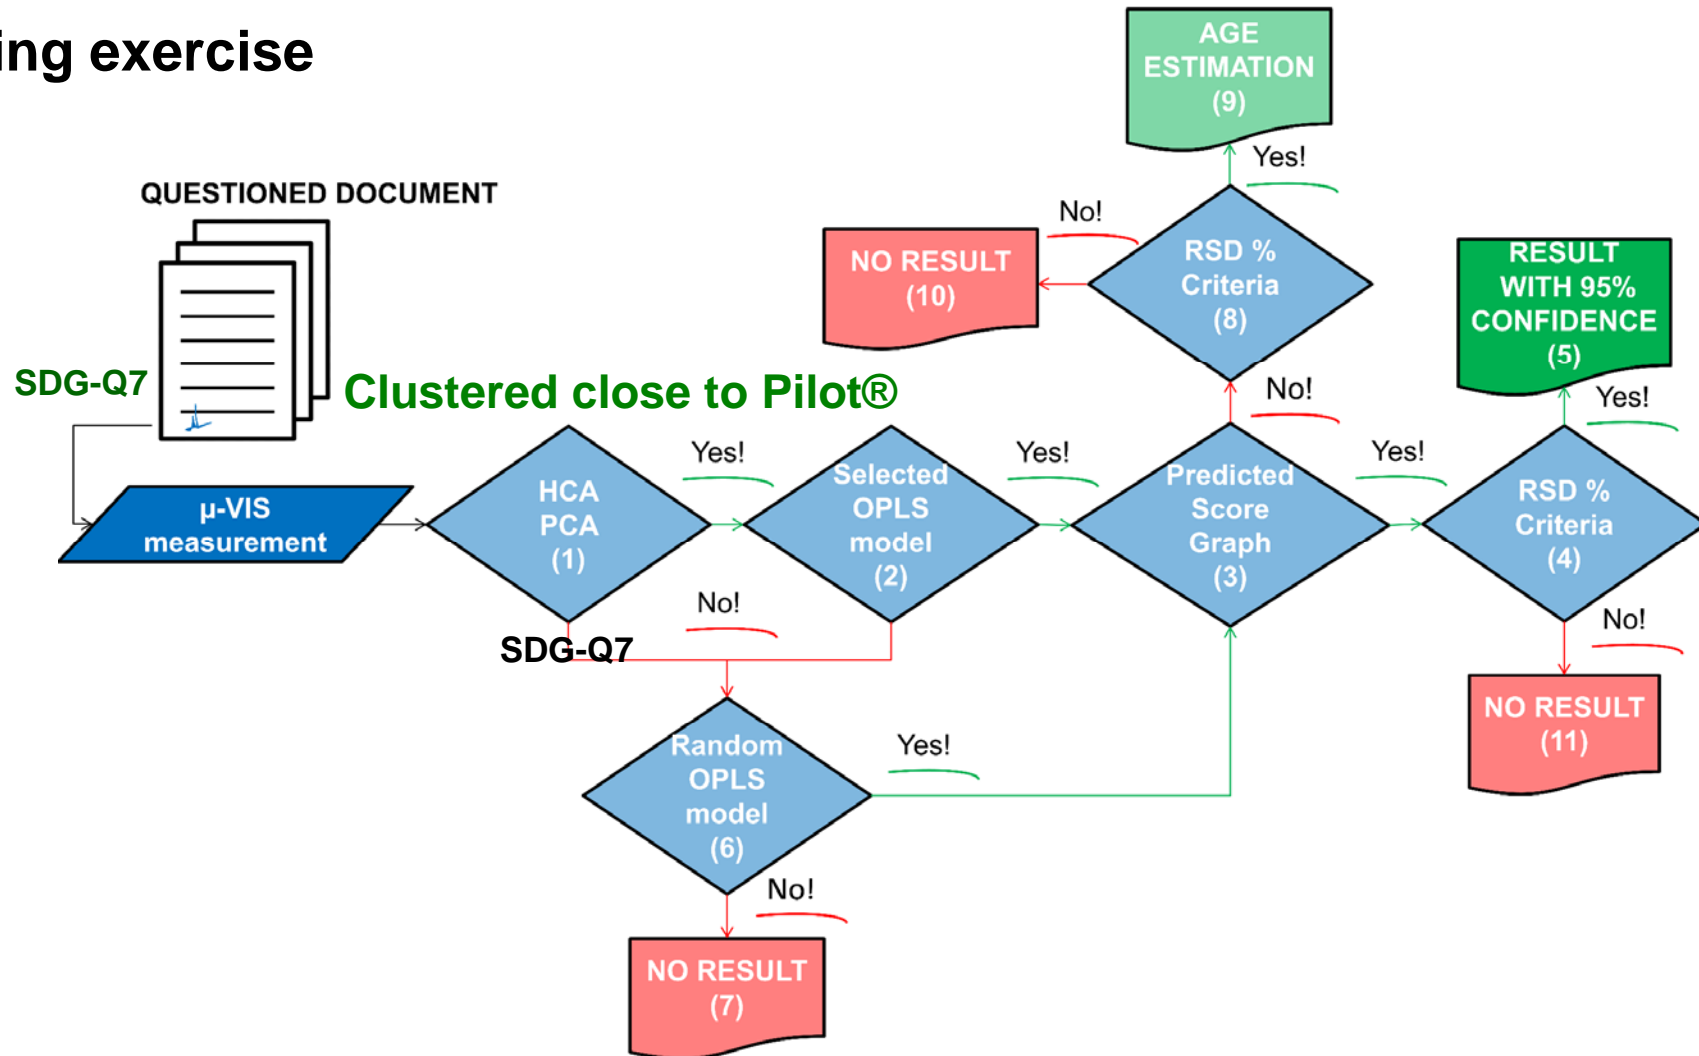 ing exercise
AGE
ESTIMATION
(9)
Yes!
QUESTIONED DOCUMENT
No!
NO RESULT
(10)
RSD %
Criteria
(8)
RESULT
WITH 95%
CONFIDENCE
(5)
SDG-Q7
Clustered close to Pilot®
No!
Yes!
µ-VIS
measurement
HCA
PCA
(1)
Yes!
Selected
OPLS
model
(2)
Yes!
Predicted
Score
Graph
(3)
Yes!
RSD %
Criteria
(4)
No!
SDG-Q7
No!
NO RESULT
(11)
Random
OPLS
model
(6)
Yes!
No!
NO RESULT
(7)